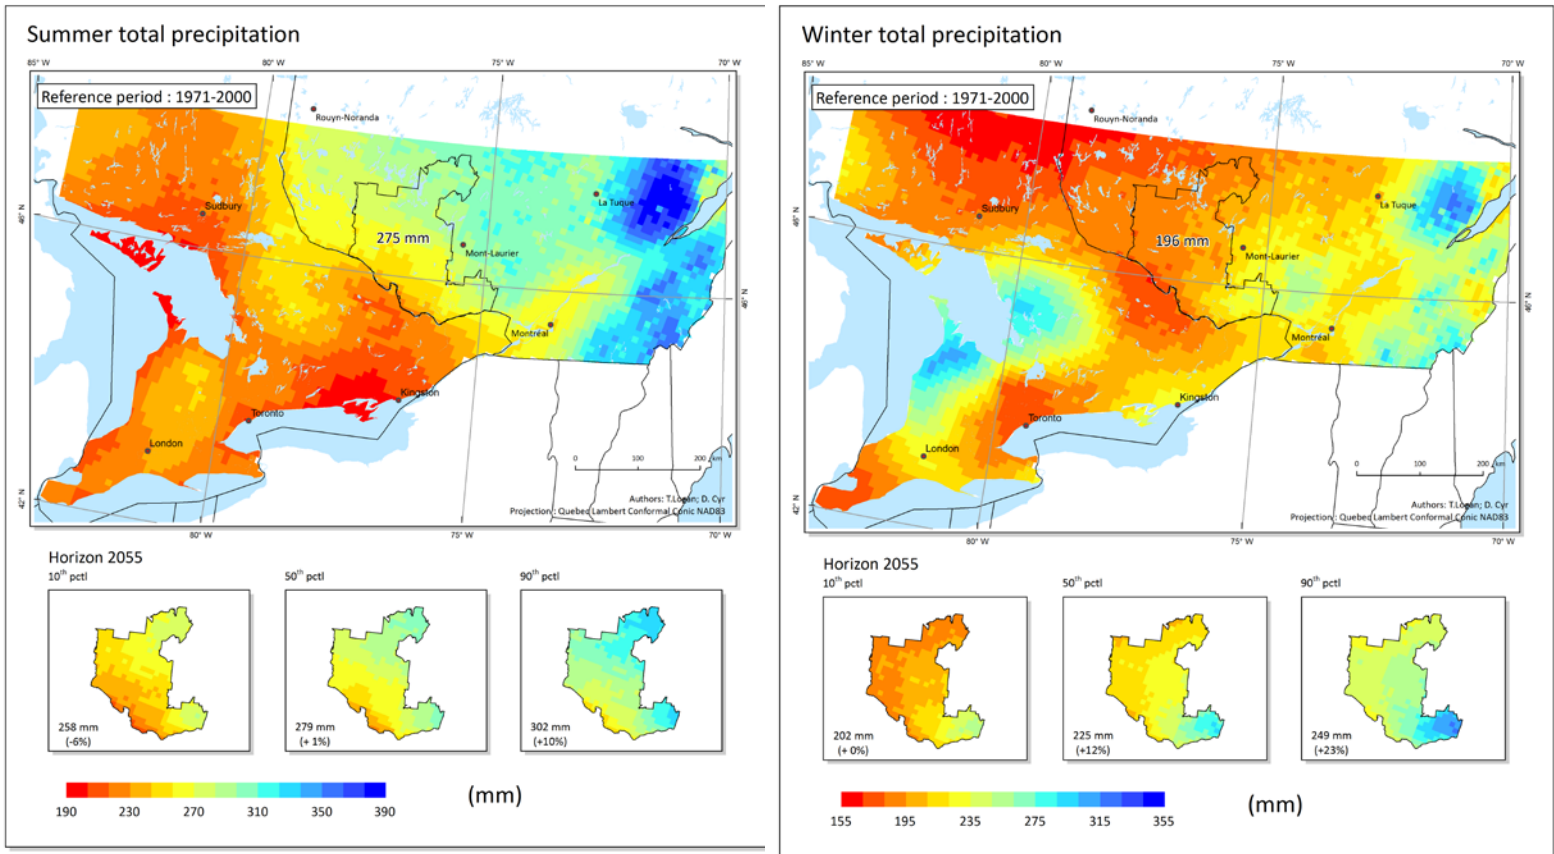 Summer total precipitation
85° W
80° W
75° W
70° W
Reference period : 1971-2000
Rouyn-Noranda
La Tuque
46° N
Sudbury
275 mm
Mont-Laurier
46° N
Montréal
Kingston
Toronto
London
0 100 200 km
42° N
Authors: T.Logan; D. Cyr
Projection : Quebec Lambert Conformal Conic NAD83
80° W
75° W
70° W
Horizon 2055
10th pctl
50th pctl
90th pctl
258 mm
(-6%)
279 mm
(+ 1%)
302 mm
(+10%)
190 230 270 310 350 390
(mm)
Winter total precipitation
85° W
80° W
75° W
70° W
Reference period : 1971-2000
Rouyn-Noranda
La Tuque
46° N
Sudbury
196 mm
Mont-Laurier
46° N
Montréal
Kingston
Toronto
London
0 100 200 km
42° N
Authors: T.Logan; D. Cyr
Projection : Quebec Lambert Conformal Conic NAD83
80° W
75° W
70° W
Horizon 2055
10th pctl
50th pctl
90th pctl
202 mm
(+ 0%)
225 mm
(+12%)
249 mm
(+23%)
155 195 235 275 315 355
(mm)